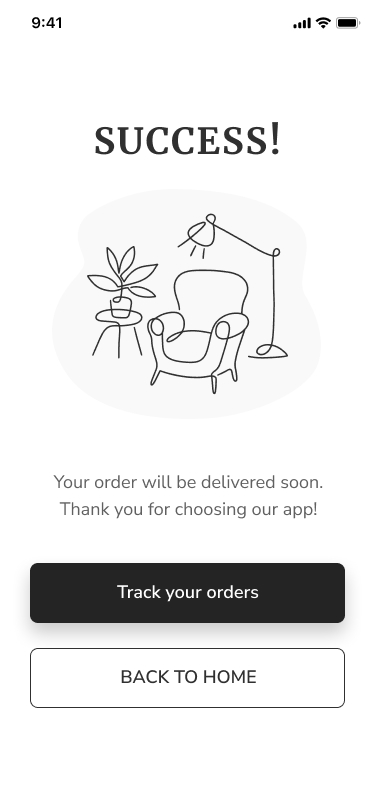 9:41
SUCCESS!
Your order will be delivered soon.
Thank you for choosing our app!
Track your orders
BACK TO HOME